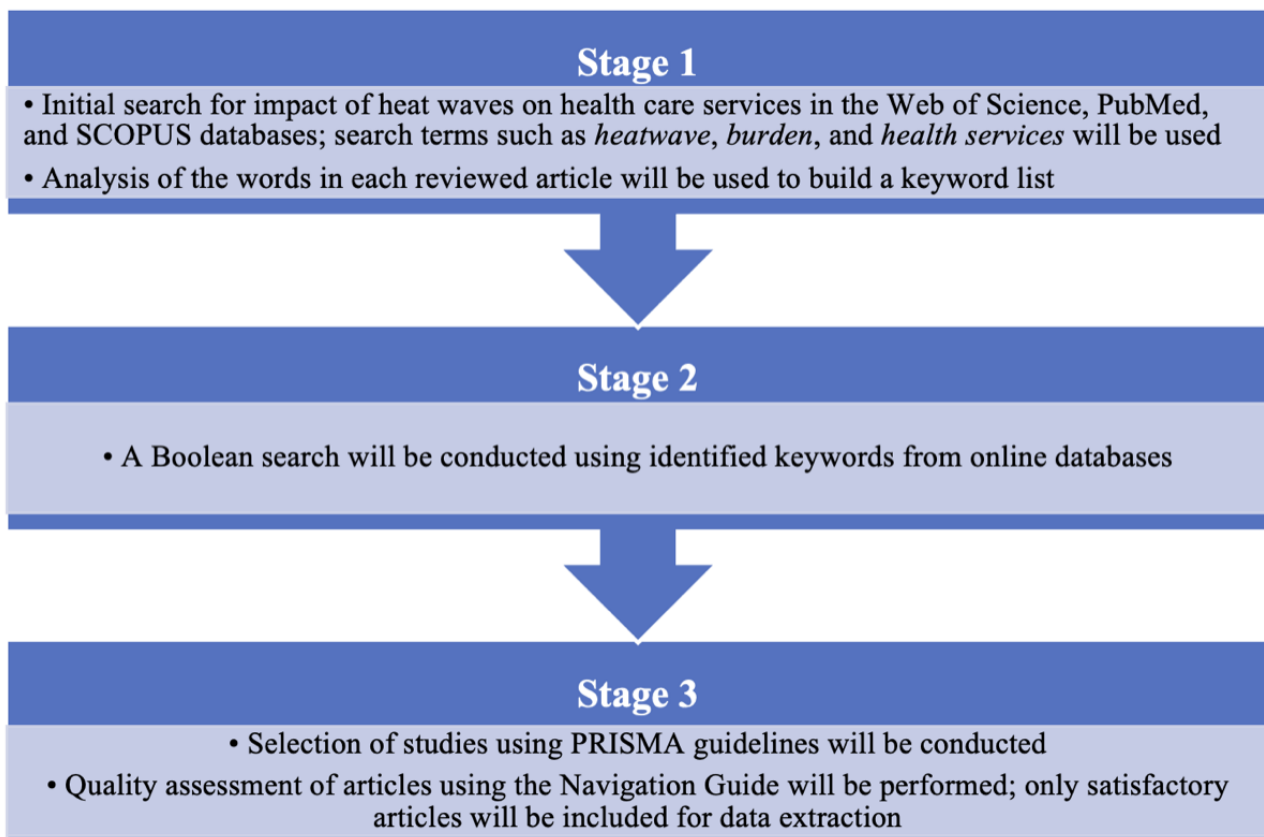 Stage 1
• Initial search for impact of heat waves on health care services in the Web of Science, PubMed,
and SCOPUS databases; search terms such as heatwave, burden, and health services will be used
• Analysis of the words in each reviewed article will be used to build a keyword list
Stage 2
• A Boolean search will be conducted using identified keywords from online databases
Stage 3
• Selection of studies using PRISMA guidelines will be conducted
• Quality assessment of articles using the Navigation Guide will be performed; only satisfactory
articles will be included for data extraction